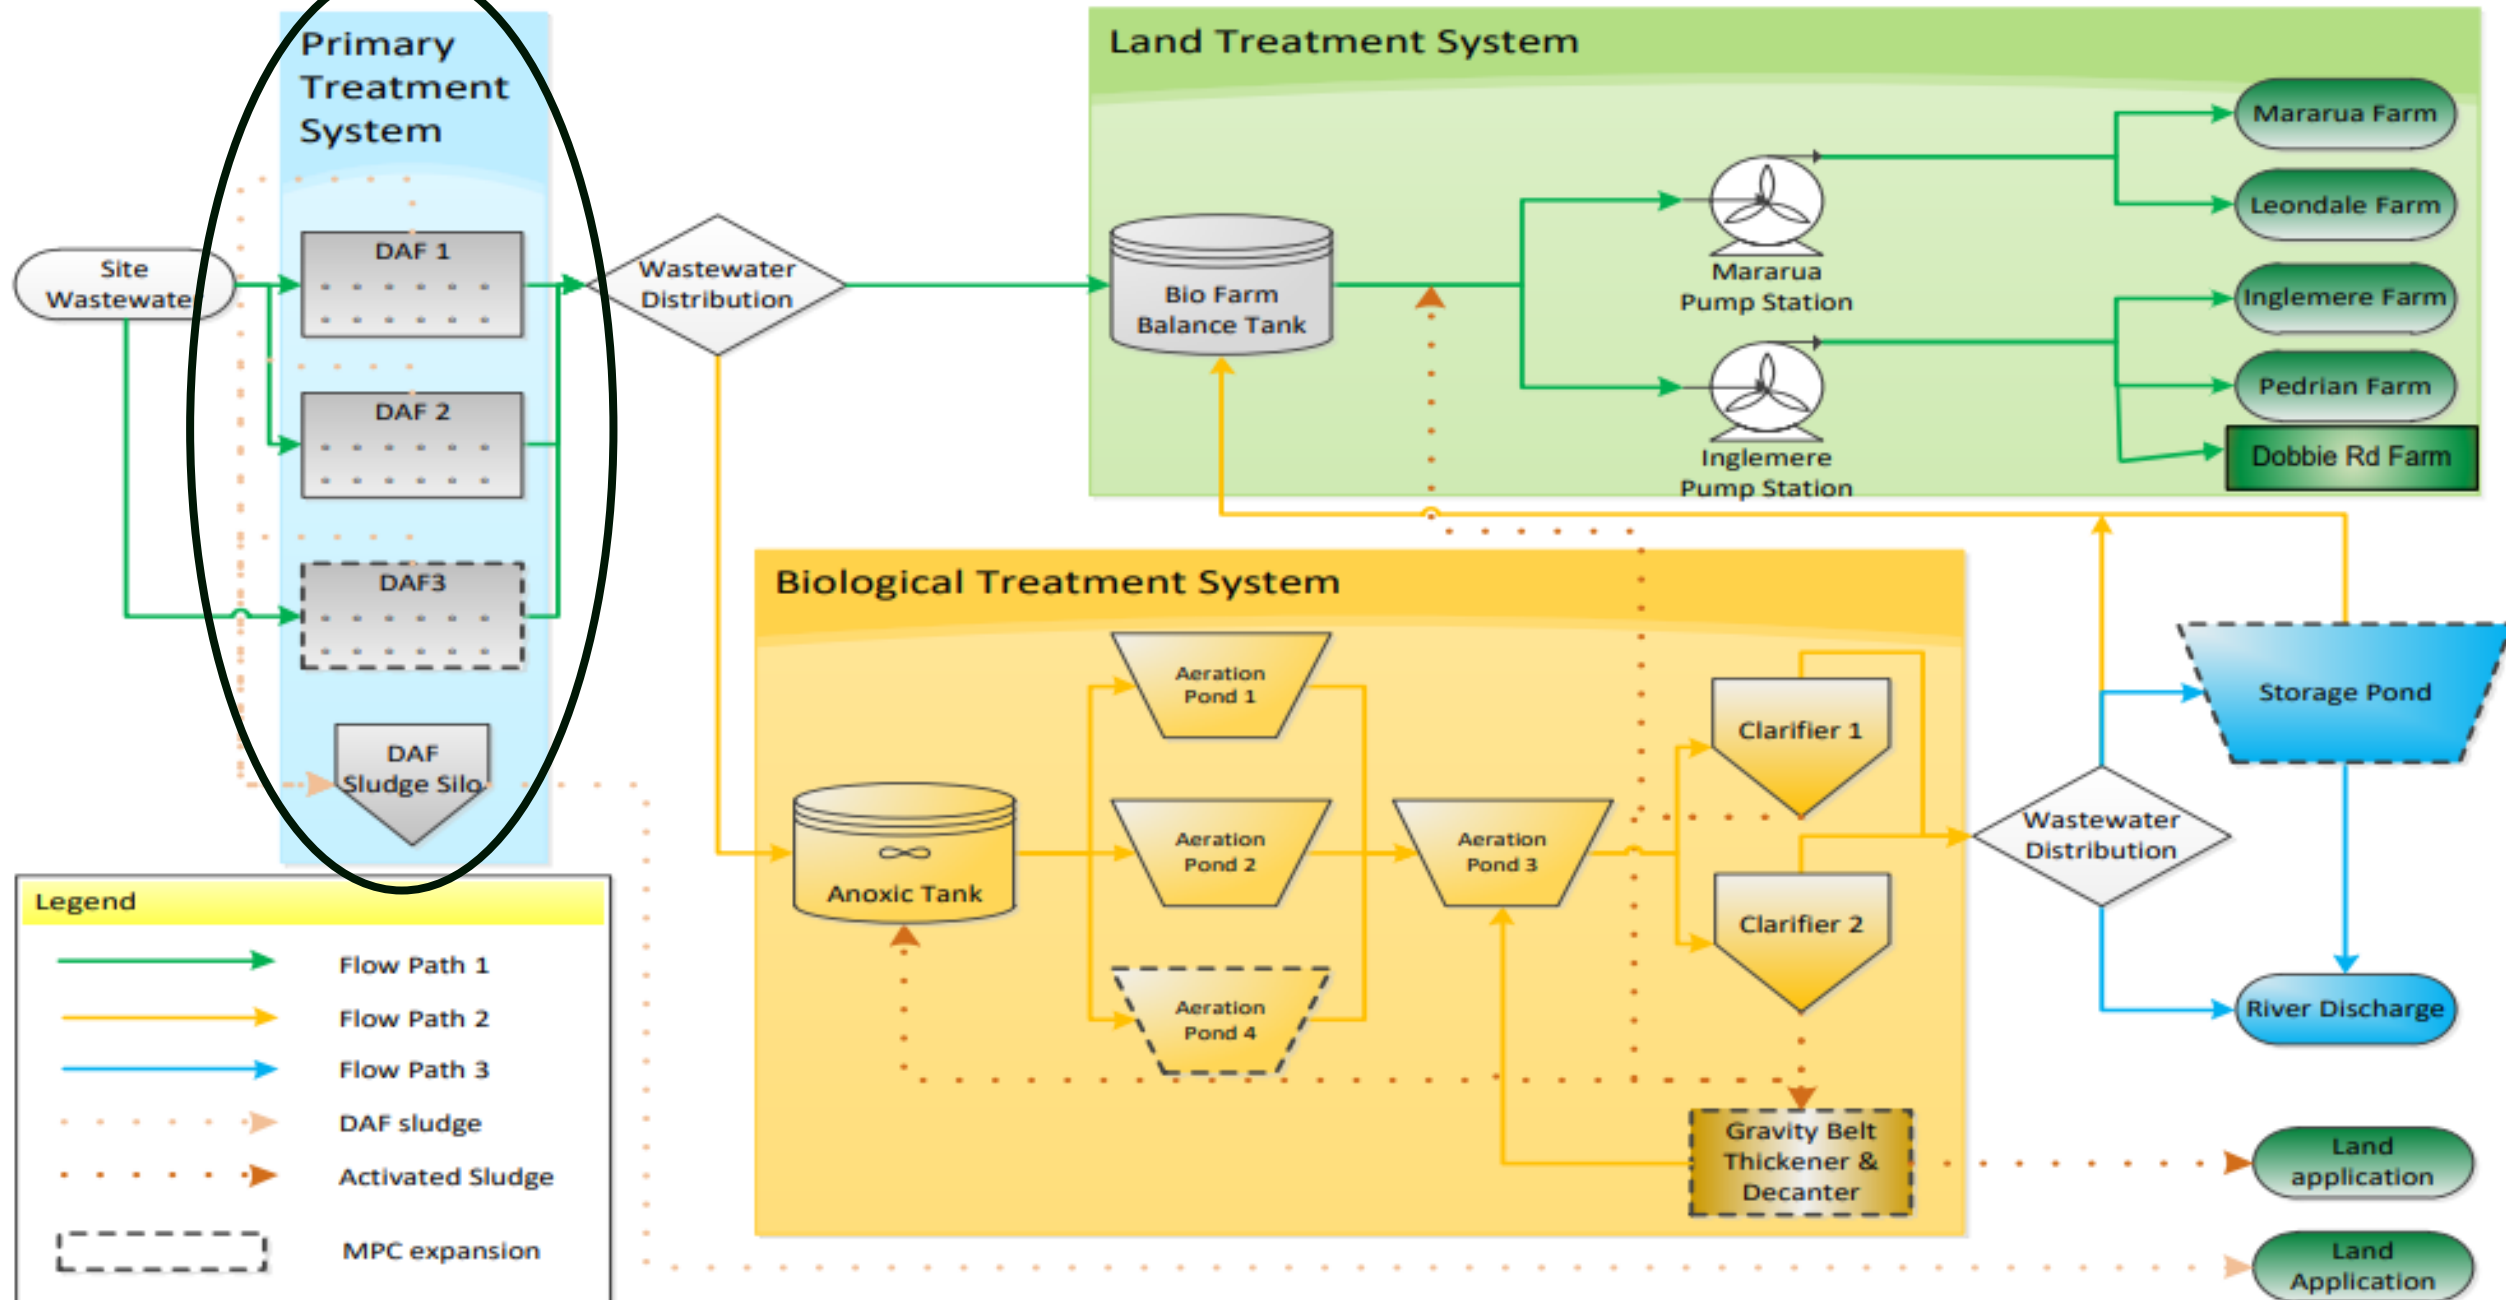 Primary
Treatment
System
Site
Wastewater
DAF 1
DAF 2
DAF3
DAF
Sludge Silo
Wastewater
Distribution
Land Treatment System
Bio Farm
Balance Tank
Mararua
Pump Station
Inglemere
Pump Station
Mararua Farm
Leondale Farm
Inglemere Farm
Pedrian Farm
Dobbie Rd Farm
Biological Treatment System
Anoxic Tank
Aeration
Pond 1
Aeration
Pond 2
Aeration
Pond 4
Aeration
Pond 3
Clarifier 1
Clarifier 2
Gravity Belt
Thickener &
Decanter
Wastewater
Distribution
Storage Pond
River Discharge
Land
application
Land
Application
Legend
Flow Path 1
Flow Path 2
Flow Path 3
DAF sludge
Activated Sludge
MPC expansion